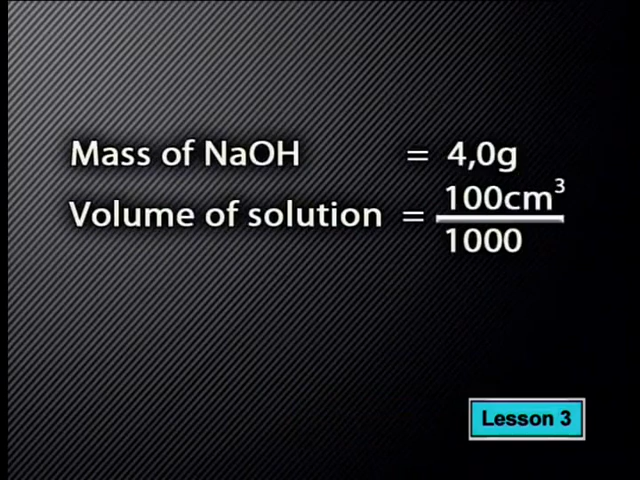 Mass of NaOH = 4,0g
Volume of solution = 100cm³
1000
Lesson 3